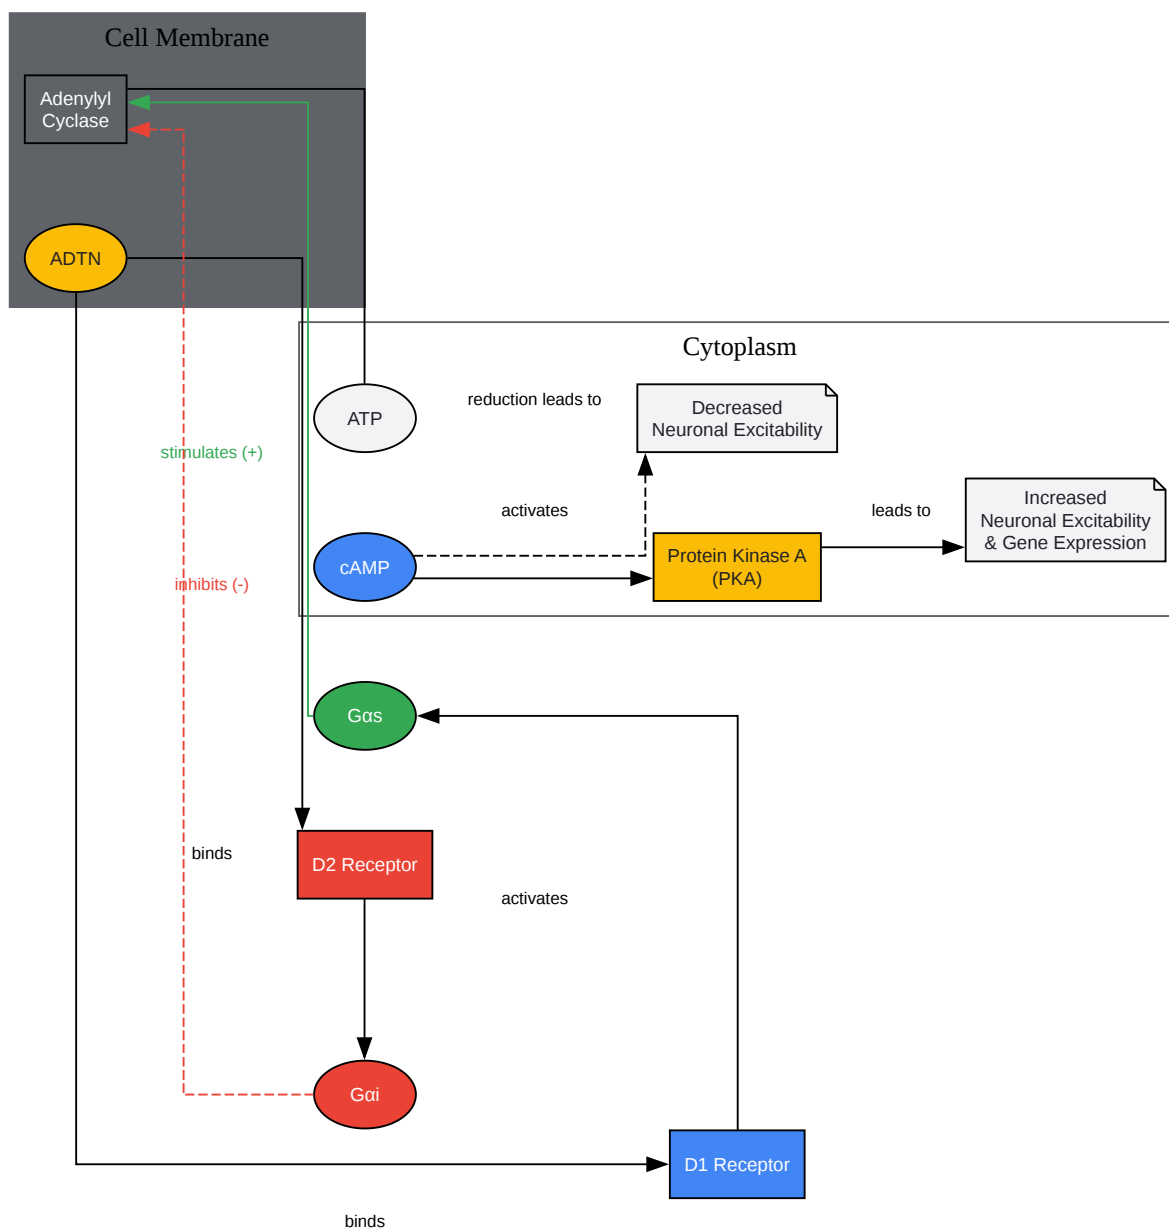 Cell Membrane
Adenylyl
Cyclase
ADTN
Cytoplasm
ATP
reduction leads to
Decreased
Neuronal Excitability
stimulates (+)
activates
leads to
Increased
Neuronal Excitability
& Gene Expression
cAMP
Protein Kinase A
(PKA)
inhibits (-)
Gαs
binds
D2 Receptor
activates
Gαi
D1 Receptor
binds